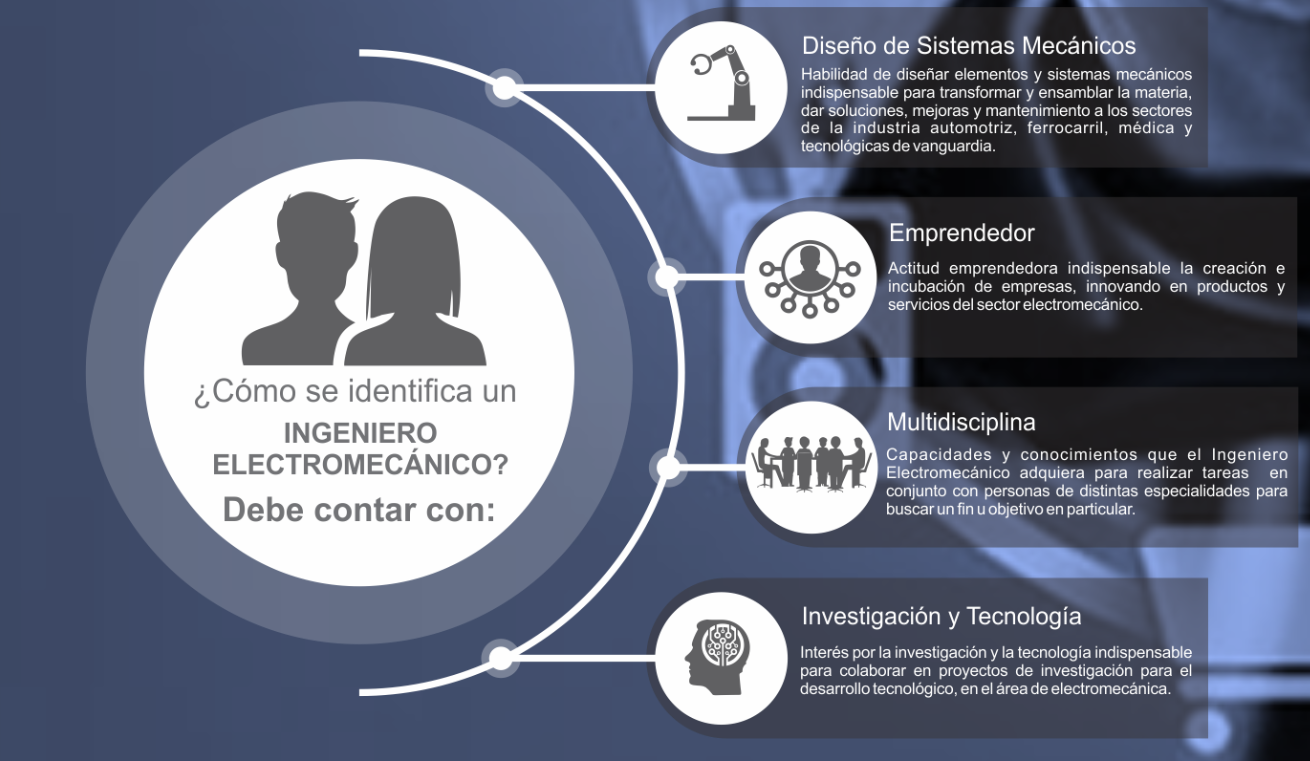 ¿Cómo se identifica un
INGENIERO
ELECTROMECÁNICO?
Debe contar con:
Diseño de Sistemas Mecánicos
Habilidad de diseñar elementos y sistemas mecánicos
indispensable para transformar y ensamblar la materia,
dar soluciones, mejoras y mantenimiento a los sectores
de la industria automotriz, ferrocarril, médica y
tecnológicas de vanguardia.
Emprendedor
Actitud emprendedora indispensable la creación e
incubación de empresas, innovando en productos y
servicios del sector electromecánico.
Multidisciplina
Capacidades y conocimientos que el Ingeniero
Electromecánico adquiera para realizar tareas en
conjunto con personas de distintas especialidades para
buscar un fin u objetivo en particular.
Investigación y Tecnología
Interés por la investigación y la tecnología indispensable
para colaborar en proyectos de investigación para el
desarrollo tecnológico, en el área de electromecánica.